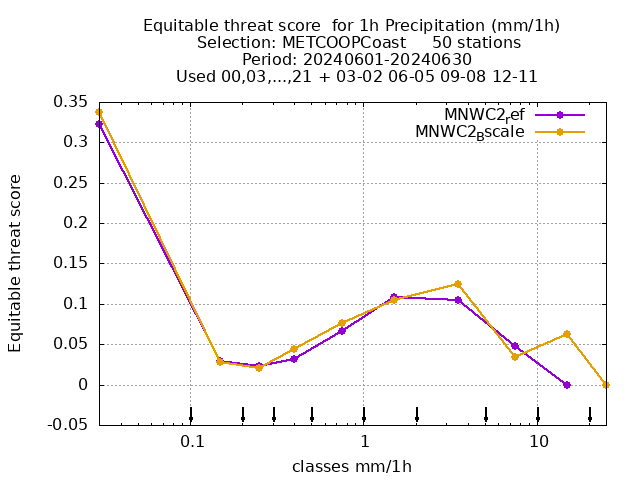 Equitable threat score  for 1h Precipitation (mm/1h)
Selection: METCOOPCoast     50 stations
Period: 20240601-20240630
Used 00,03,...,21 + 03-02 06-05 09-08 12-11
MNWC2ref
MNWC2Bscale
0.35
0.3
0.25
0.2
0.15
0.1
0.05
0
-0.05
Equitable threat score
0.1
1
10
classes mm/1h